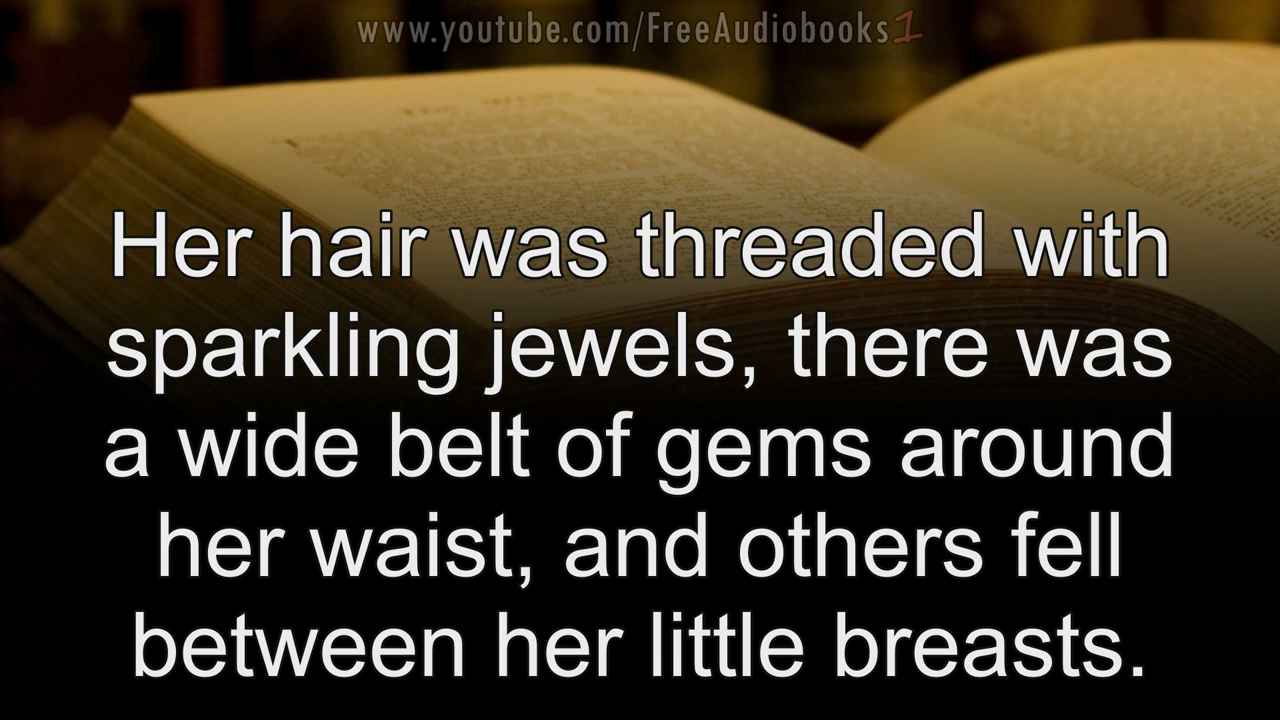 www.youtube.com/FreeAudiobooks1
Her hair was threaded with
sparkling jewels, there was
a wide belt of gems around
her waist, and others fell
between her little breasts.